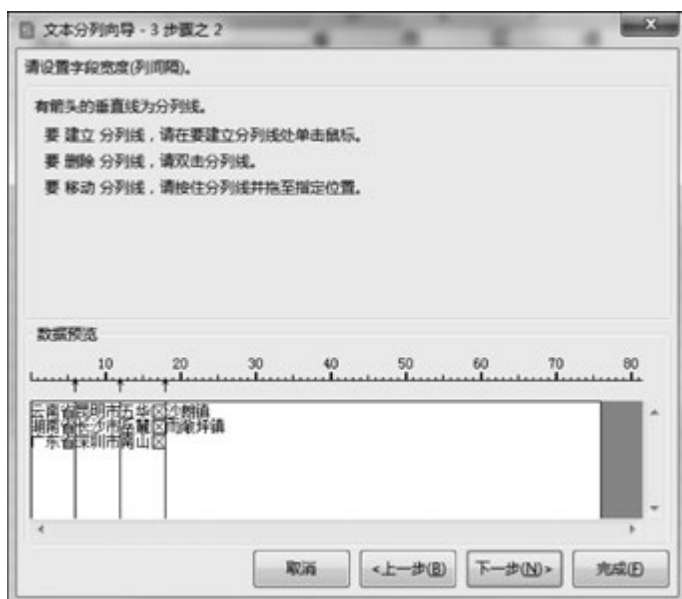 文本分列向导 - 3 步骤之 2
请设置字段宽度(列间隔)。
有箭头的垂直线为分列线。
要 建立 分列线，请在要建立分列线处单击鼠标。
要 删除 分列线，请双击分列线。
要 移动 分列线，请按住分列线并拖至指定位置。
数据预览
10 20 30 40 50 60 70 80
云南省昆明市五华区沙朗镇
湖南省长沙市岳麓区雨敞坪镇
广东省深圳市南山区
取消 <上一步(B) 下一步(N)> 完成(F)